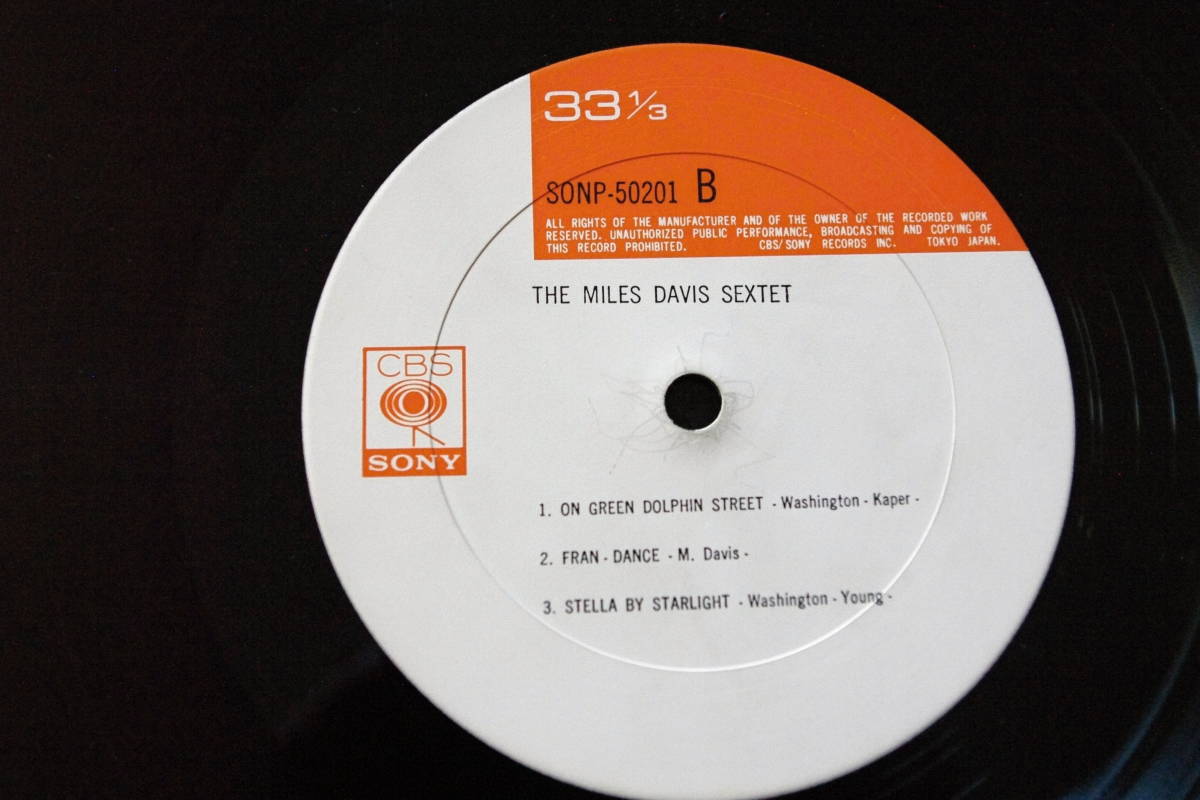 33 1/3
SONP-50201 B
ALL RIGHTS OF THE MANUFACTURER AND OF THE OWNER OF THE RECORDED WORK
RESERVED. UNAUTHORIZED PUBLIC PERFORMANCE, BROADCASTING AND COPYING OF
THIS RECORD PROHIBITED. CBS/SONY RECORDS INC. TOKYO JAPAN.
THE MILES DAVIS SEXTET
CBS
SONY
1. ON GREEN DOLPHIN STREET - Washington - Kaper -
2. FRAN - DANCE - M. Davis -
3. STELLA BY STARLIGHT - Washington - Young -